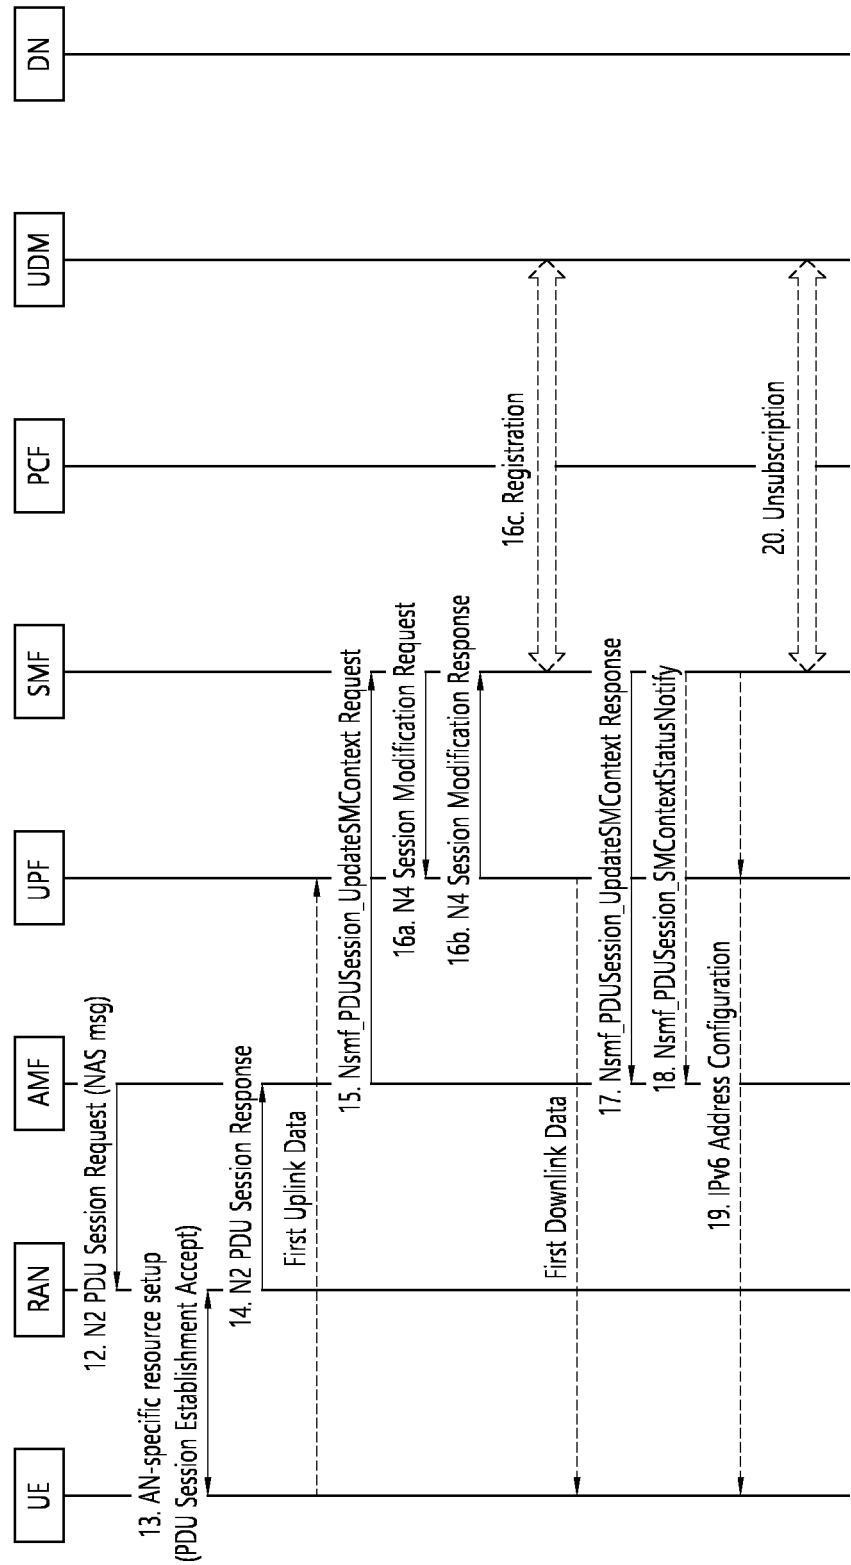 UE
RAN
AMF
UPF
SMF
PCF
UDM
DN
12. N2 PDU Session Request (NAS msg)
13. AN-specific resource setup
(PDU Session Establishment Accept)
14. N2 PDU Session Response
First Uplink Data
15. Nsmf_PDUSession_UpdateSMContext Request
16a. N4 Session Modification Request
16b. N4 Session Modification Response
16c. Registration
First Downlink Data
17. Nsmf_PDUSession_UpdateSMContext Response
18. Nsmf_PDUSession_SMContextStatusNotify
19. IPv6 Address Configuration
20. Unsubscription